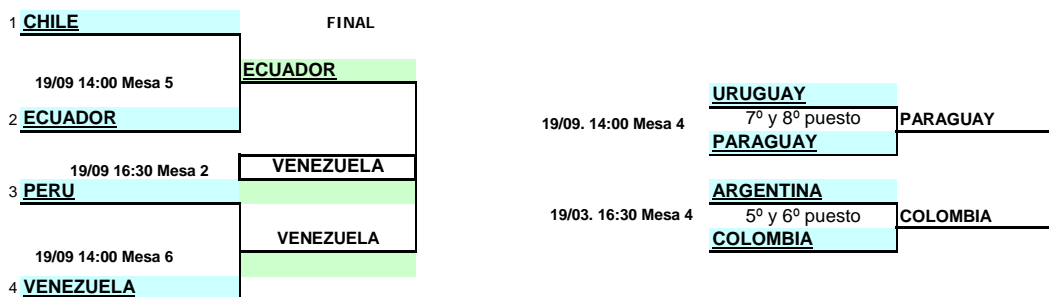 1 CHILE
FINAL
19/09 14:00 Mesa 5
ECUADOR
2 ECUADOR
19/09 16:30 Mesa 2
VENEZUELA
3 PERU
VENEZUELA
19/09 14:00 Mesa 6
4 VENEZUELA
URUGUAY
19/09. 14:00 Mesa 4
7º y 8º puesto
PARAGUAY
PARAGUAY
ARGENTINA
19/03. 16:30 Mesa 4
5º y 6º puesto
COLOMBIA
COLOMBIA